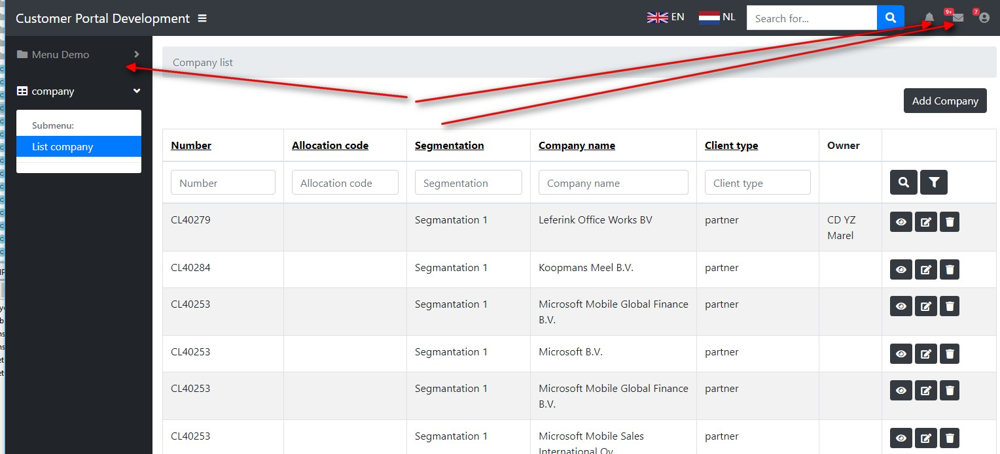 Customer Portal Development
EN
NL
Search for...
9+
7
Menu Demo
company
Submenu:
List company
Company list
Add Company
Number Allocation code Segmentation Company name Client type Owner
Number Allocation code Segmentation Company name Client type
CL40279 Segmantation 1 Leferink Office Works BV partner CD YZ
Marel
CL40284 Segmantation 1 Koopmans Meel B.V. partner
CL40253 Segmantation 1 Microsoft Mobile Global Finance partner
B.V.
CL40253 Segmantation 1 Microsoft B.V. partner
CL40253 Segmantation 1 Microsoft Mobile Global Finance partner
B.V.
CL40253 Segmantation 1 Microsoft Mobile Sales partner
International Oy